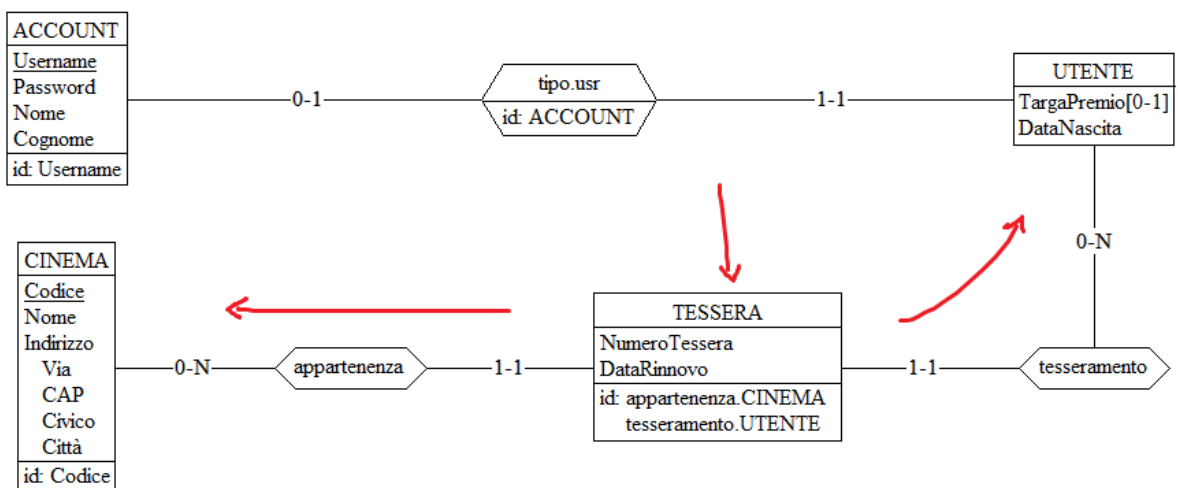 ACCOUNT
Username
Password
Nome
Cognome
id: Username
0-1
tipo.usr
id: ACCOUNT
1-1
UTENTE
TargaPremio[0-1]
DataNascita
0-N
CINEMA
Codice
Nome
Indirizzo
Via
CAP
Civico
Città
id: Codice
0-N
appartenenza
1-1
TESSERA
NumeroTessera
DataRinnovo
id: appartenenza.CINEMA
tesseramento.UTENTE
1-1
tesseramento